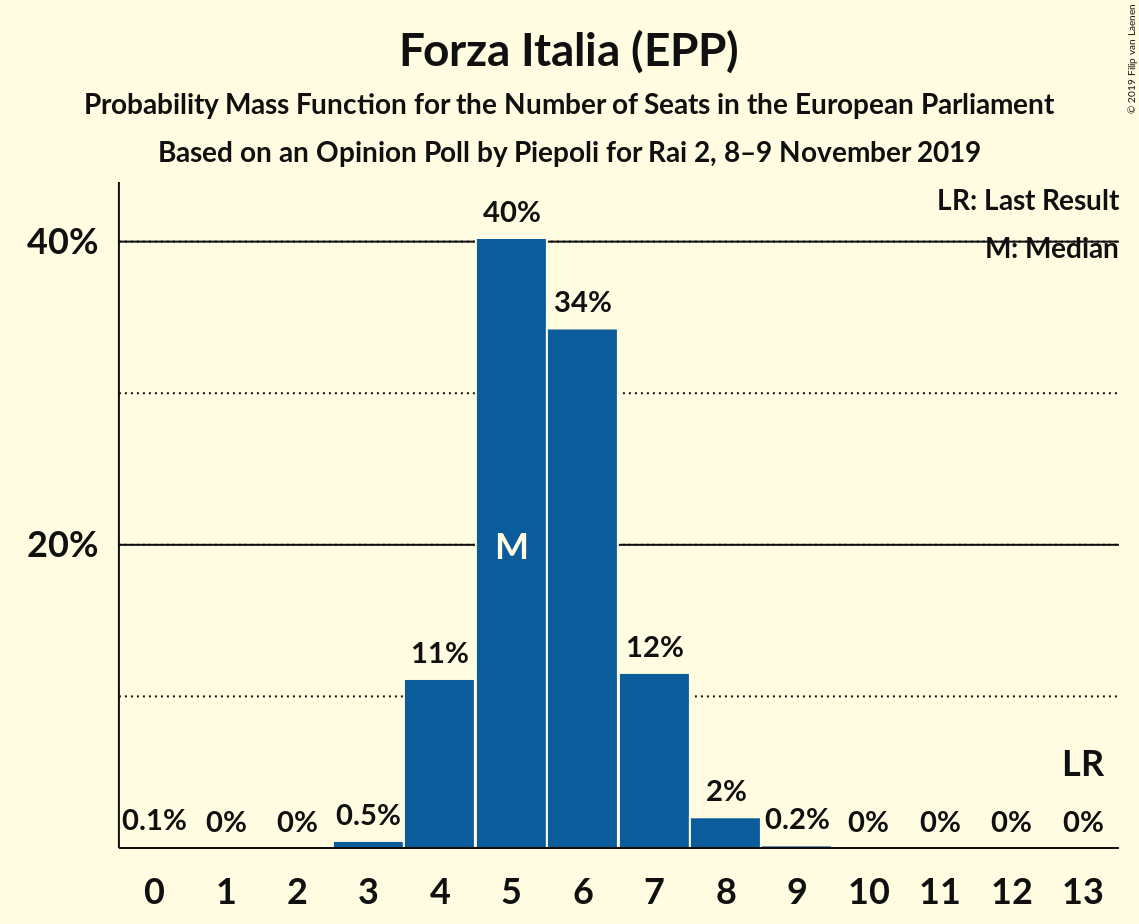 Forza Italia (EPP)
Probability Mass Function for the Number of Seats in the European Parliament
Based on an Opinion Poll by Piepoli for Rai 2, 8–9 November 2019
© 2019 Filip van Laenen
LR: Last Result
M: Median
40%
20%
0.1%
0%
0%
0.5%
11%
40%
M
34%
12%
2%
0.2%
0%
0%
0%
0%
LR
0 1 2 3 4 5 6 7 8 9 10 11 12 13